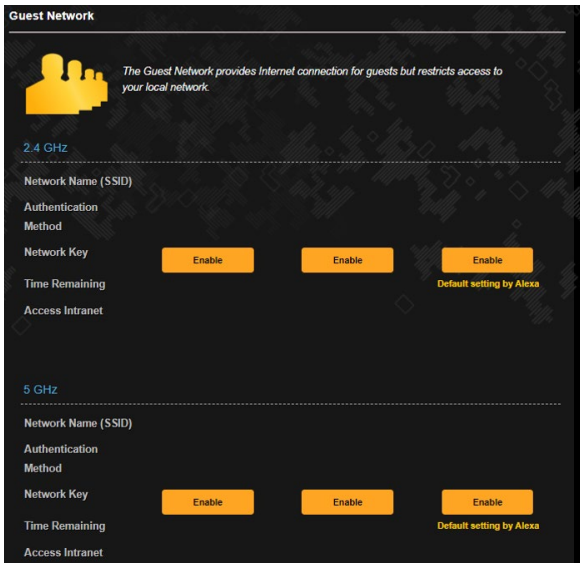 Guest Network
The Guest Network provides Internet connection for guests but restricts access to
your local network.
2.4 GHz
Network Name (SSID)
Authentication
Method
Network Key
Enable Enable Enable
Time Remaining
Default setting by Alexa
Access Intranet
5 GHz
Network Name (SSID)
Authentication
Method
Network Key
Enable Enable Enable
Time Remaining
Default setting by Alexa
Access Intranet